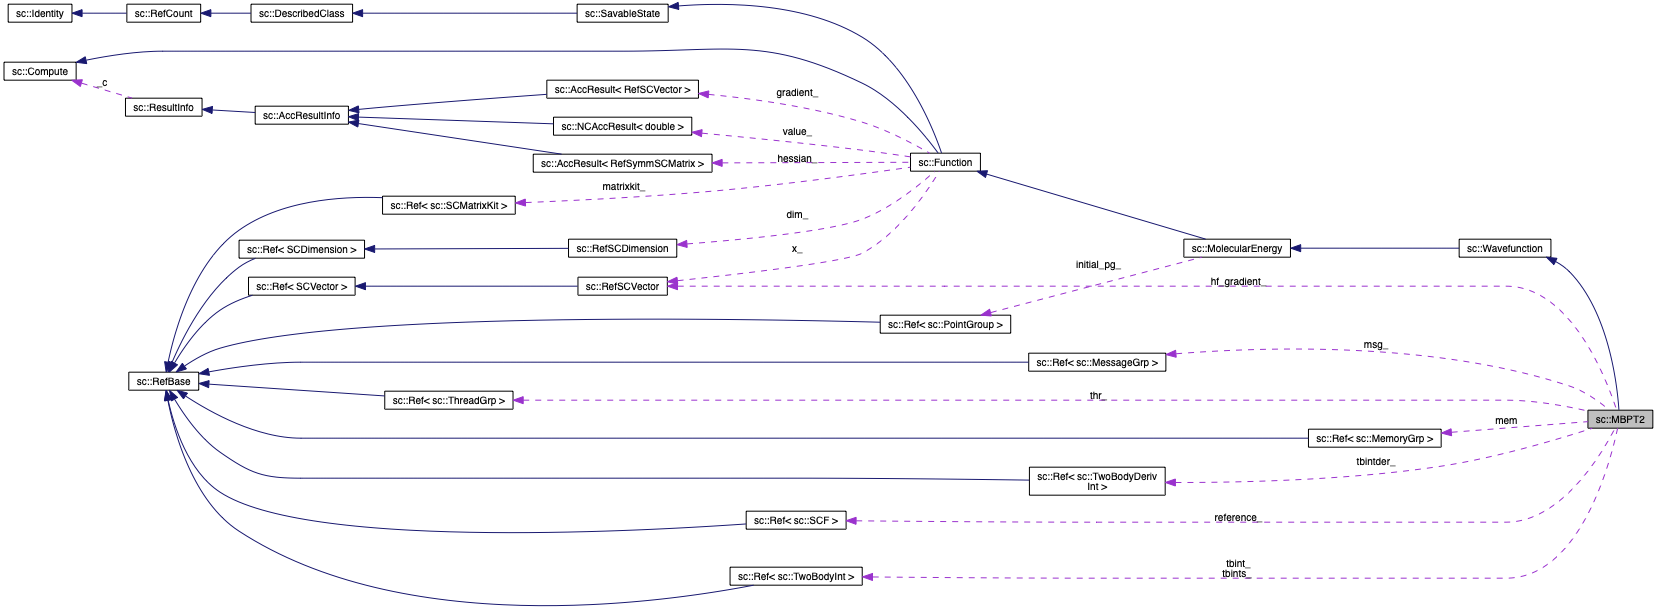 sc::Identity
sc::RefCount
sc::DescribedClass
sc::SavableState
sc::Compute
_c
sc::ResultInfo
sc::AccResultInfo
sc::AccResult< RefSCVector >
gradient_
sc::NCAccResult< double >
value_
sc::AccResult< RefSymmSCMatrix >
hessian_
sc::Function
matrixkit_
sc::Ref< sc::SCMatrixKit >
dim_
sc::Ref< SCDimension >
sc::RefSCDimension
x_
sc::MolecularEnergy
sc::Wavefunction
initial_pg_
sc::Ref< SCVector >
sc::RefSCVector
hf_gradient_
sc::Ref< sc::PointGroup >
msg_
sc::Ref< sc::MessageGrp >
sc::RefBase
sc::Ref< sc::ThreadGrp >
thr_
sc::MBPT2
mem
sc::Ref< sc::MemoryGrp >
tbintder_
sc::Ref< sc::TwoBodyDeriv
Int >
reference_
sc::Ref< sc::SCF >
tbint_
tbints_
sc::Ref< sc::TwoBodyInt >